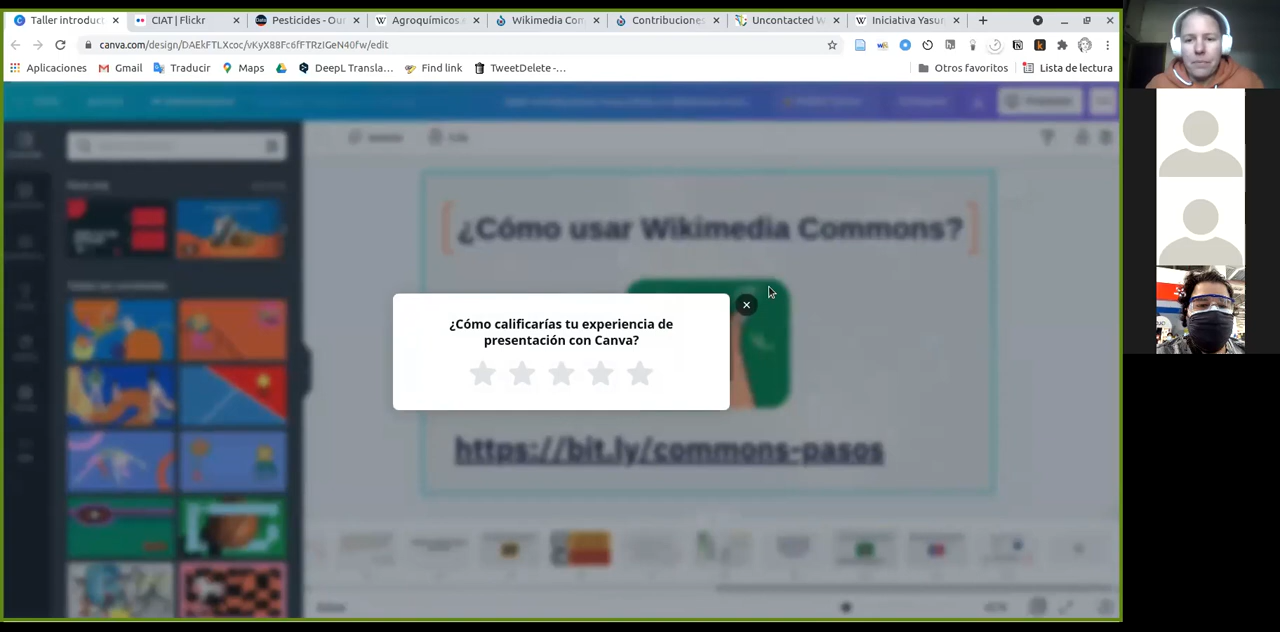 Taller introduct
CIAT | Flickr
Pesticides - Our
Agroquímicos,
Wikimedia Com
Contribuciones
Uncontacted W
Iniciativa Yasun
canva.com/design/DAEkFTLXcoc/vKyX88Fc6fFTRzIGeN40fw/edit
Aplicaciones
Gmail
Traducir
Maps
DeepL Transla...
Find link
TweetDelete -...
Otros favoritos
Lista de lectura
¿Cómo usar Wikimedia Commons?
¿Cómo calificarías tu experiencia de
presentación con Canva?
https://bit.ly/commons-pasos